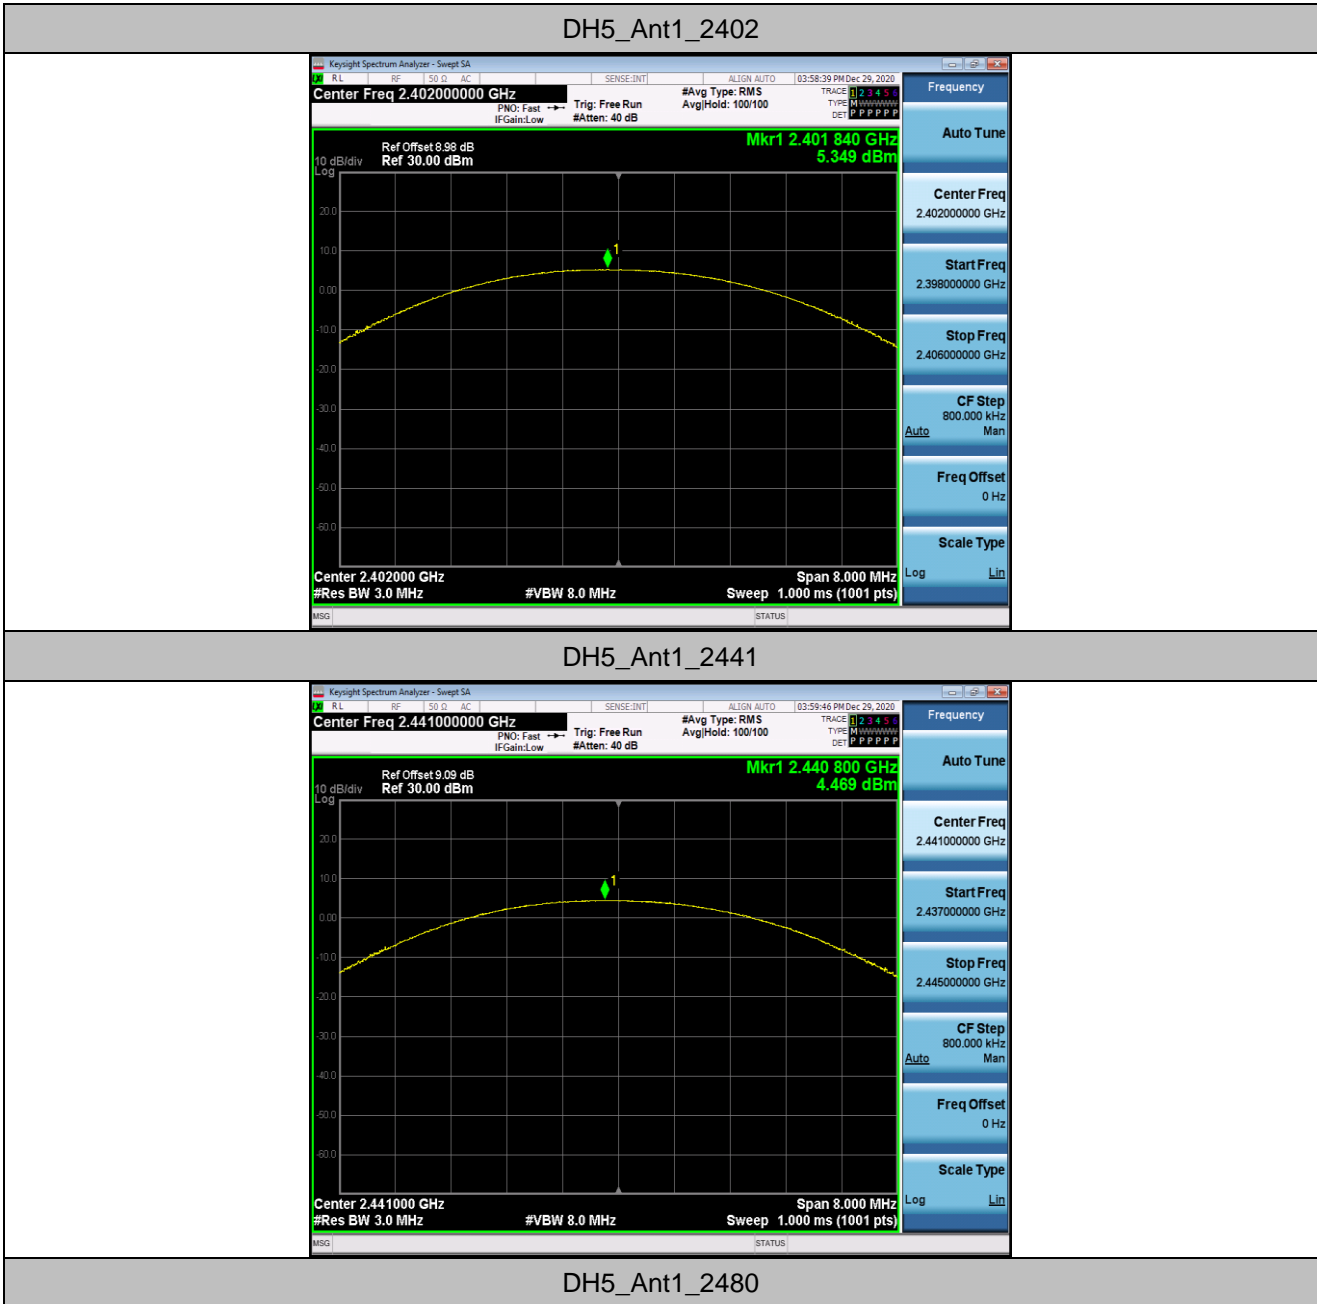 DH5_Ant1_2402
Keysight Spectrum Analyzer - Swept SA
RL RF 50 Ω AC SENSE:INT ALIGN AUTO 03:58:39 PM Dec 29, 2020
Center Freq 2.402000000 GHz
PNO: Fast
IFGain:Low
Trig: Free Run
#Atten: 40 dB
#Avg Type: RMS
Avg|Hold: 100/100
TRACE 1 2 3 4 5 6
TYPE M WWWWW
DET P P P P P P
Frequency
Mkr1 2.401 840 GHz
5.349 dBm
Ref Offset 8.98 dB
10 dB/div Ref 30.00 dBm
Log
20.0
10.0
0.00
-10.0
-20.0
-30.0
-40.0
-50.0
-60.0
1
Center 2.402000 GHz
Span 8.000 MHz
#Res BW 3.0 MHz
#VBW 8.0 MHz
Sweep 1.000 ms (1001 pts)
MSG
STATUS
Auto Tune
Center Freq
2.402000000 GHz
Start Freq
2.398000000 GHz
Stop Freq
2.406000000 GHz
CF Step
800.000 kHz
Auto Man
Freq Offset
0 Hz
Scale Type
Log Lin
DH5_Ant1_2441
Keysight Spectrum Analyzer - Swept SA
RL RF 50 Ω AC SENSE:INT ALIGN AUTO 03:59:46 PM Dec 29, 2020
Center Freq 2.441000000 GHz
PNO: Fast
IFGain:Low
Trig: Free Run
#Atten: 40 dB
#Avg Type: RMS
Avg|Hold: 100/100
TRACE 1 2 3 4 5 6
TYPE M WWWWW
DET P P P P P P
Frequency
Mkr1 2.440 800 GHz
4.469 dBm
Ref Offset 9.09 dB
10 dB/div Ref 30.00 dBm
Log
20.0
10.0
0.00
-10.0
-20.0
-30.0
-40.0
-50.0
-60.0
1
Center 2.441000 GHz
Span 8.000 MHz
#Res BW 3.0 MHz
#VBW 8.0 MHz
Sweep 1.000 ms (1001 pts)
MSG
STATUS
Auto Tune
Center Freq
2.441000000 GHz
Start Freq
2.437000000 GHz
Stop Freq
2.445000000 GHz
CF Step
800.000 kHz
Auto Man
Freq Offset
0 Hz
Scale Type
Log Lin
DH5_Ant1_2480